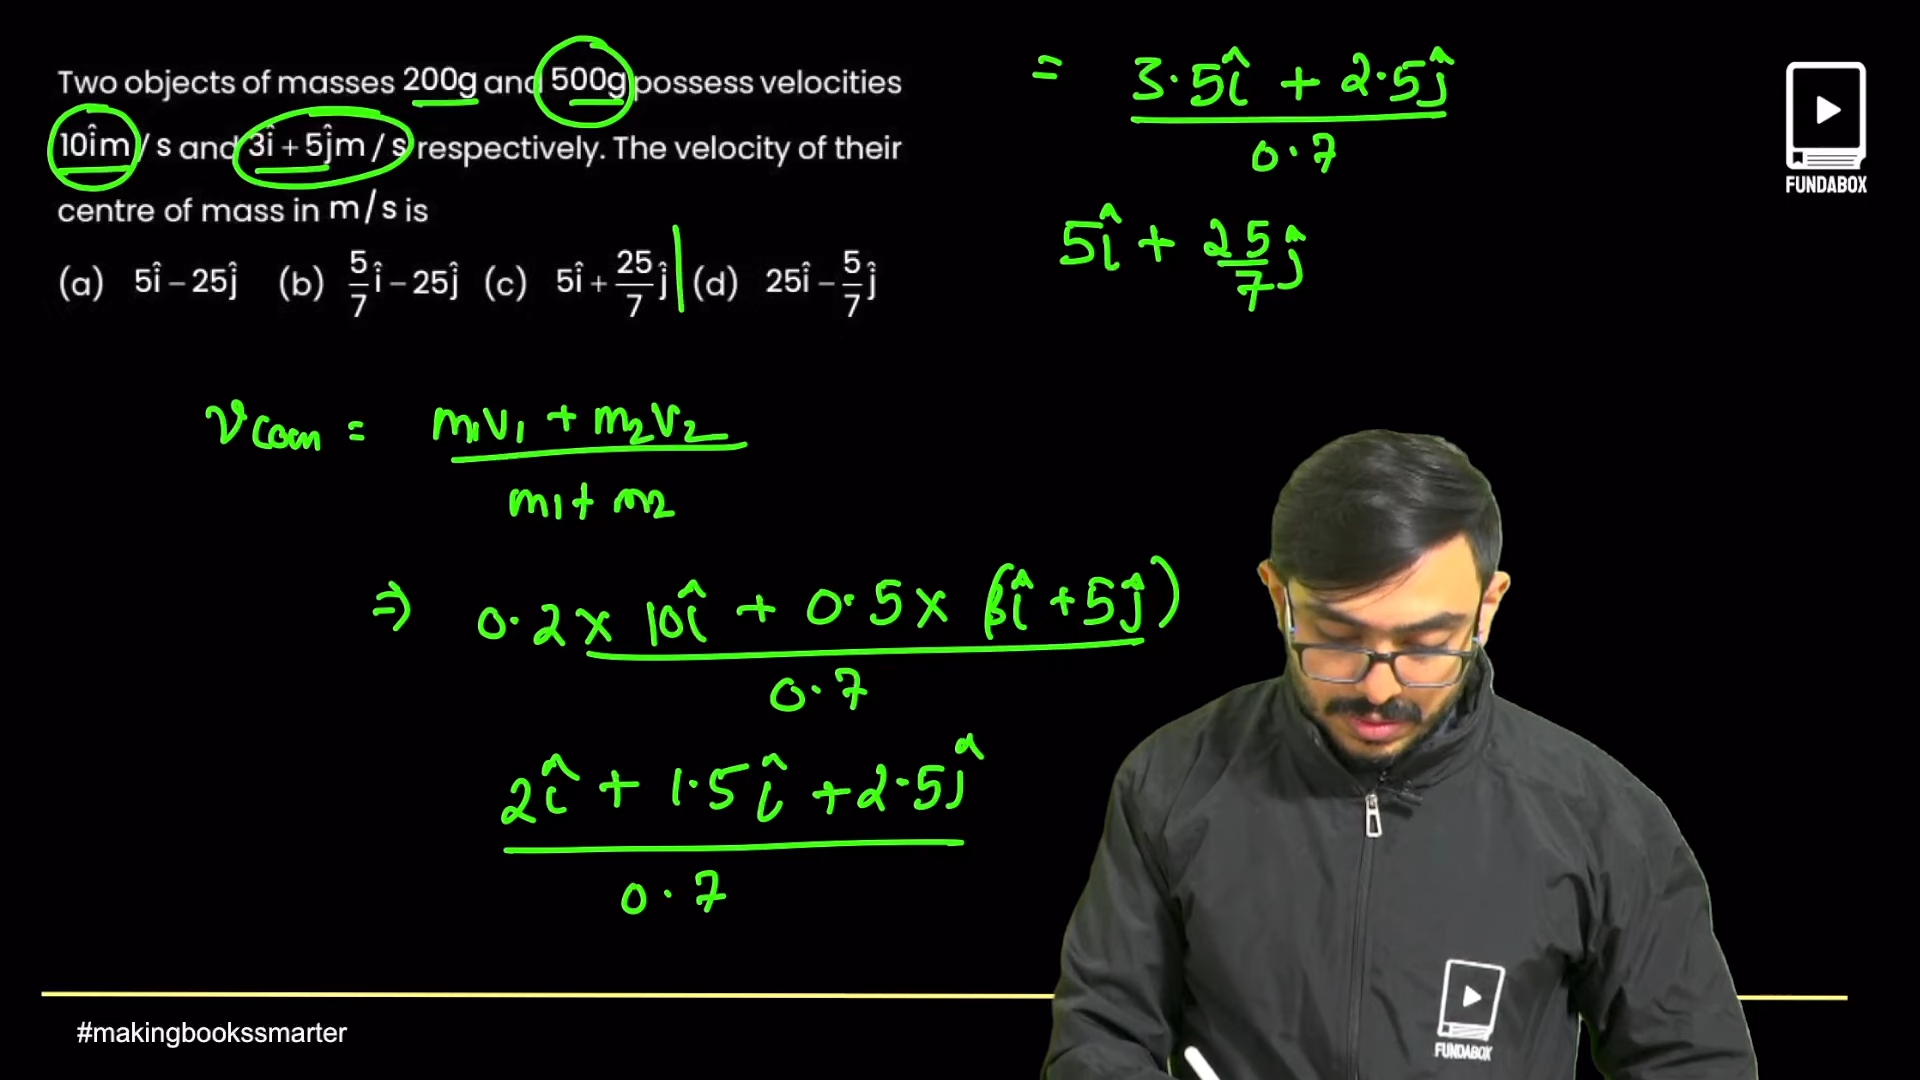 Two objects of masses 200g and 500g possess velocities
10îm/s and 3î + 5ĵm/s respectively. The velocity of their
centre of mass in m/s is
(a) 5î – 25ĵ (b) 5/7 î – 25ĵ (c) 5î + 25/7 ĵ (d) 25î – 5/7 ĵ
v com = m1v1 + m2v2
m1 + m2
⇒ 0.2 x 10î + 0.5 x (3î + 5ĵ)
0.7
2î + 1.5î + 2.5ĵ
0.7
= 3.5î + 2.5ĵ
0.7
5î + 25/7 ĵ
FUNDABOX
FUNDABOX
#makingbookssmarter